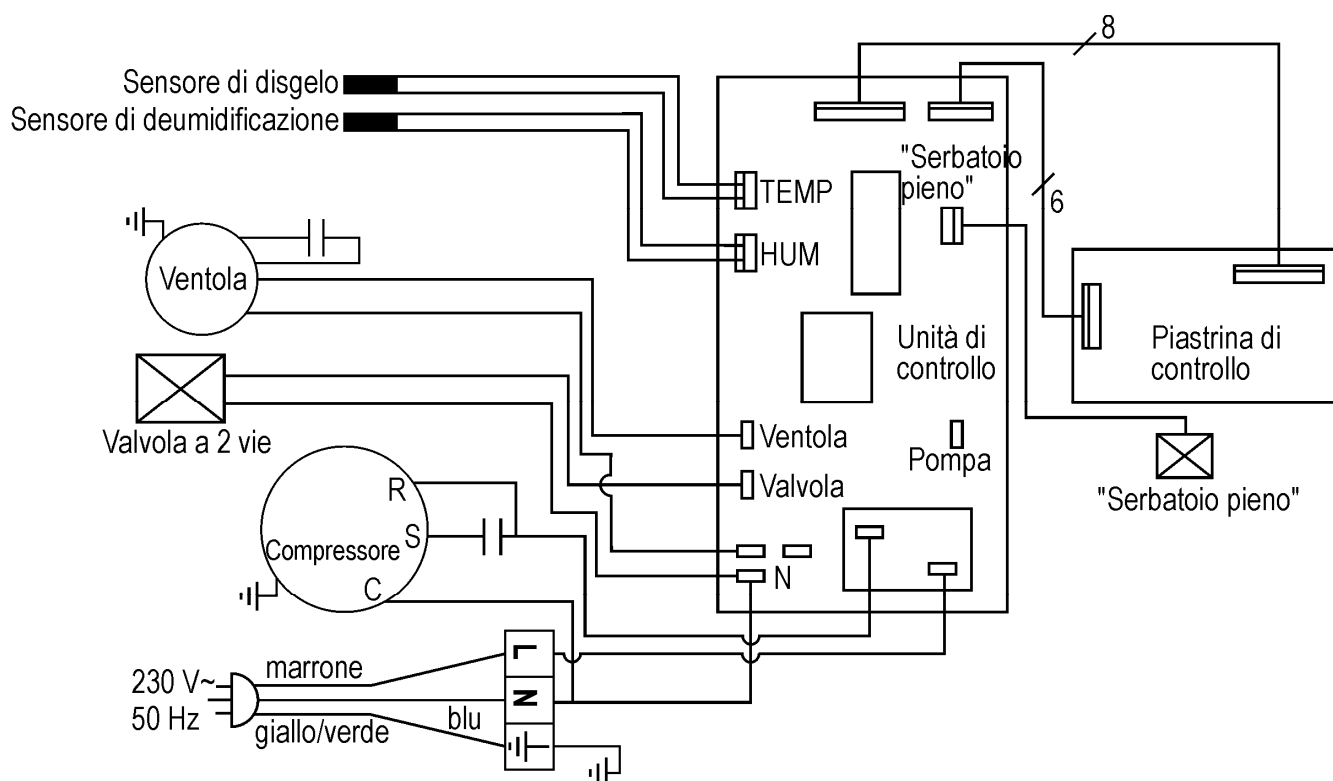 8
Sensore di disgelo
Sensore di deumidificazione
"Serbatoio
pieno"
TEMP
6
HUM
Ventola
Unità di
controllo
Piastrina di
controllo
Valvola a 2 vie
Ventola
Pompa
Valvola
"Serbatoio pieno"
R
S
Compressore
C
N
L
marrone
230 V~
N
50 Hz
blu
giallo/verde